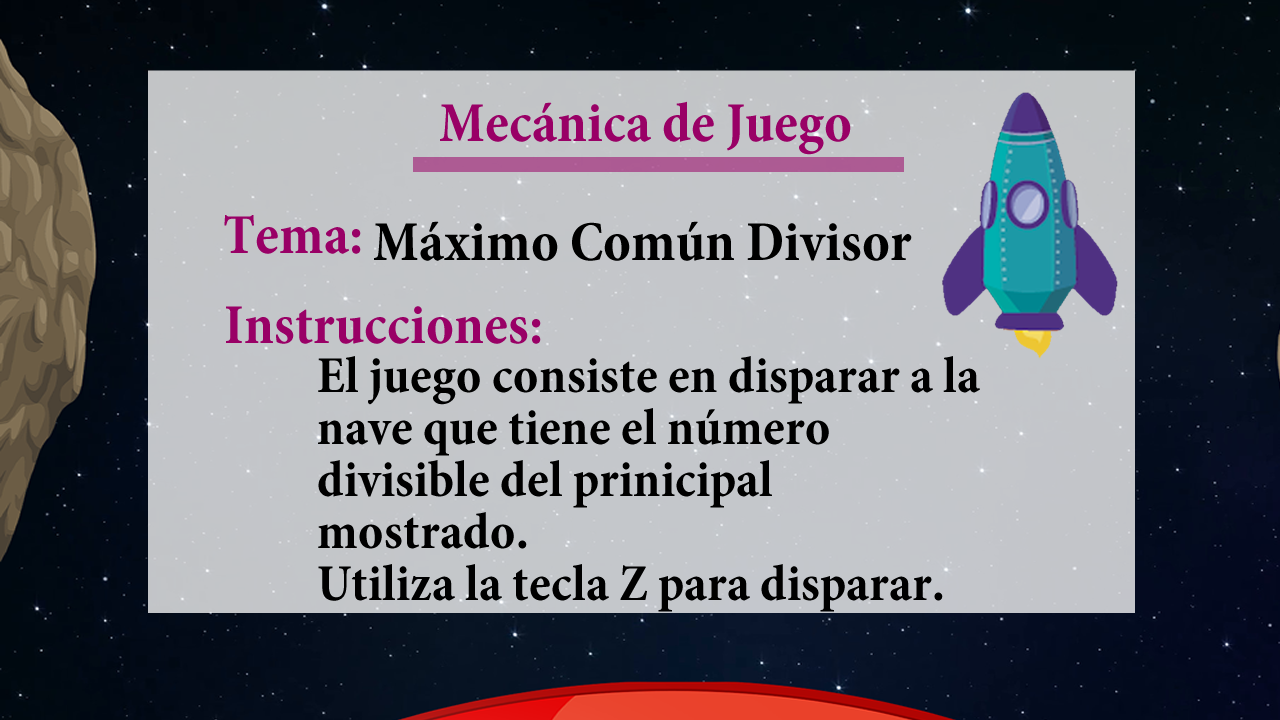 Mecánica de Juego
Tema: Máximo Común Divisor
Instrucciones:
El juego consiste en disparar a la
nave que tiene el número
divisible del prinicipal
mostrado.
Utiliza la tecla Z para disparar.